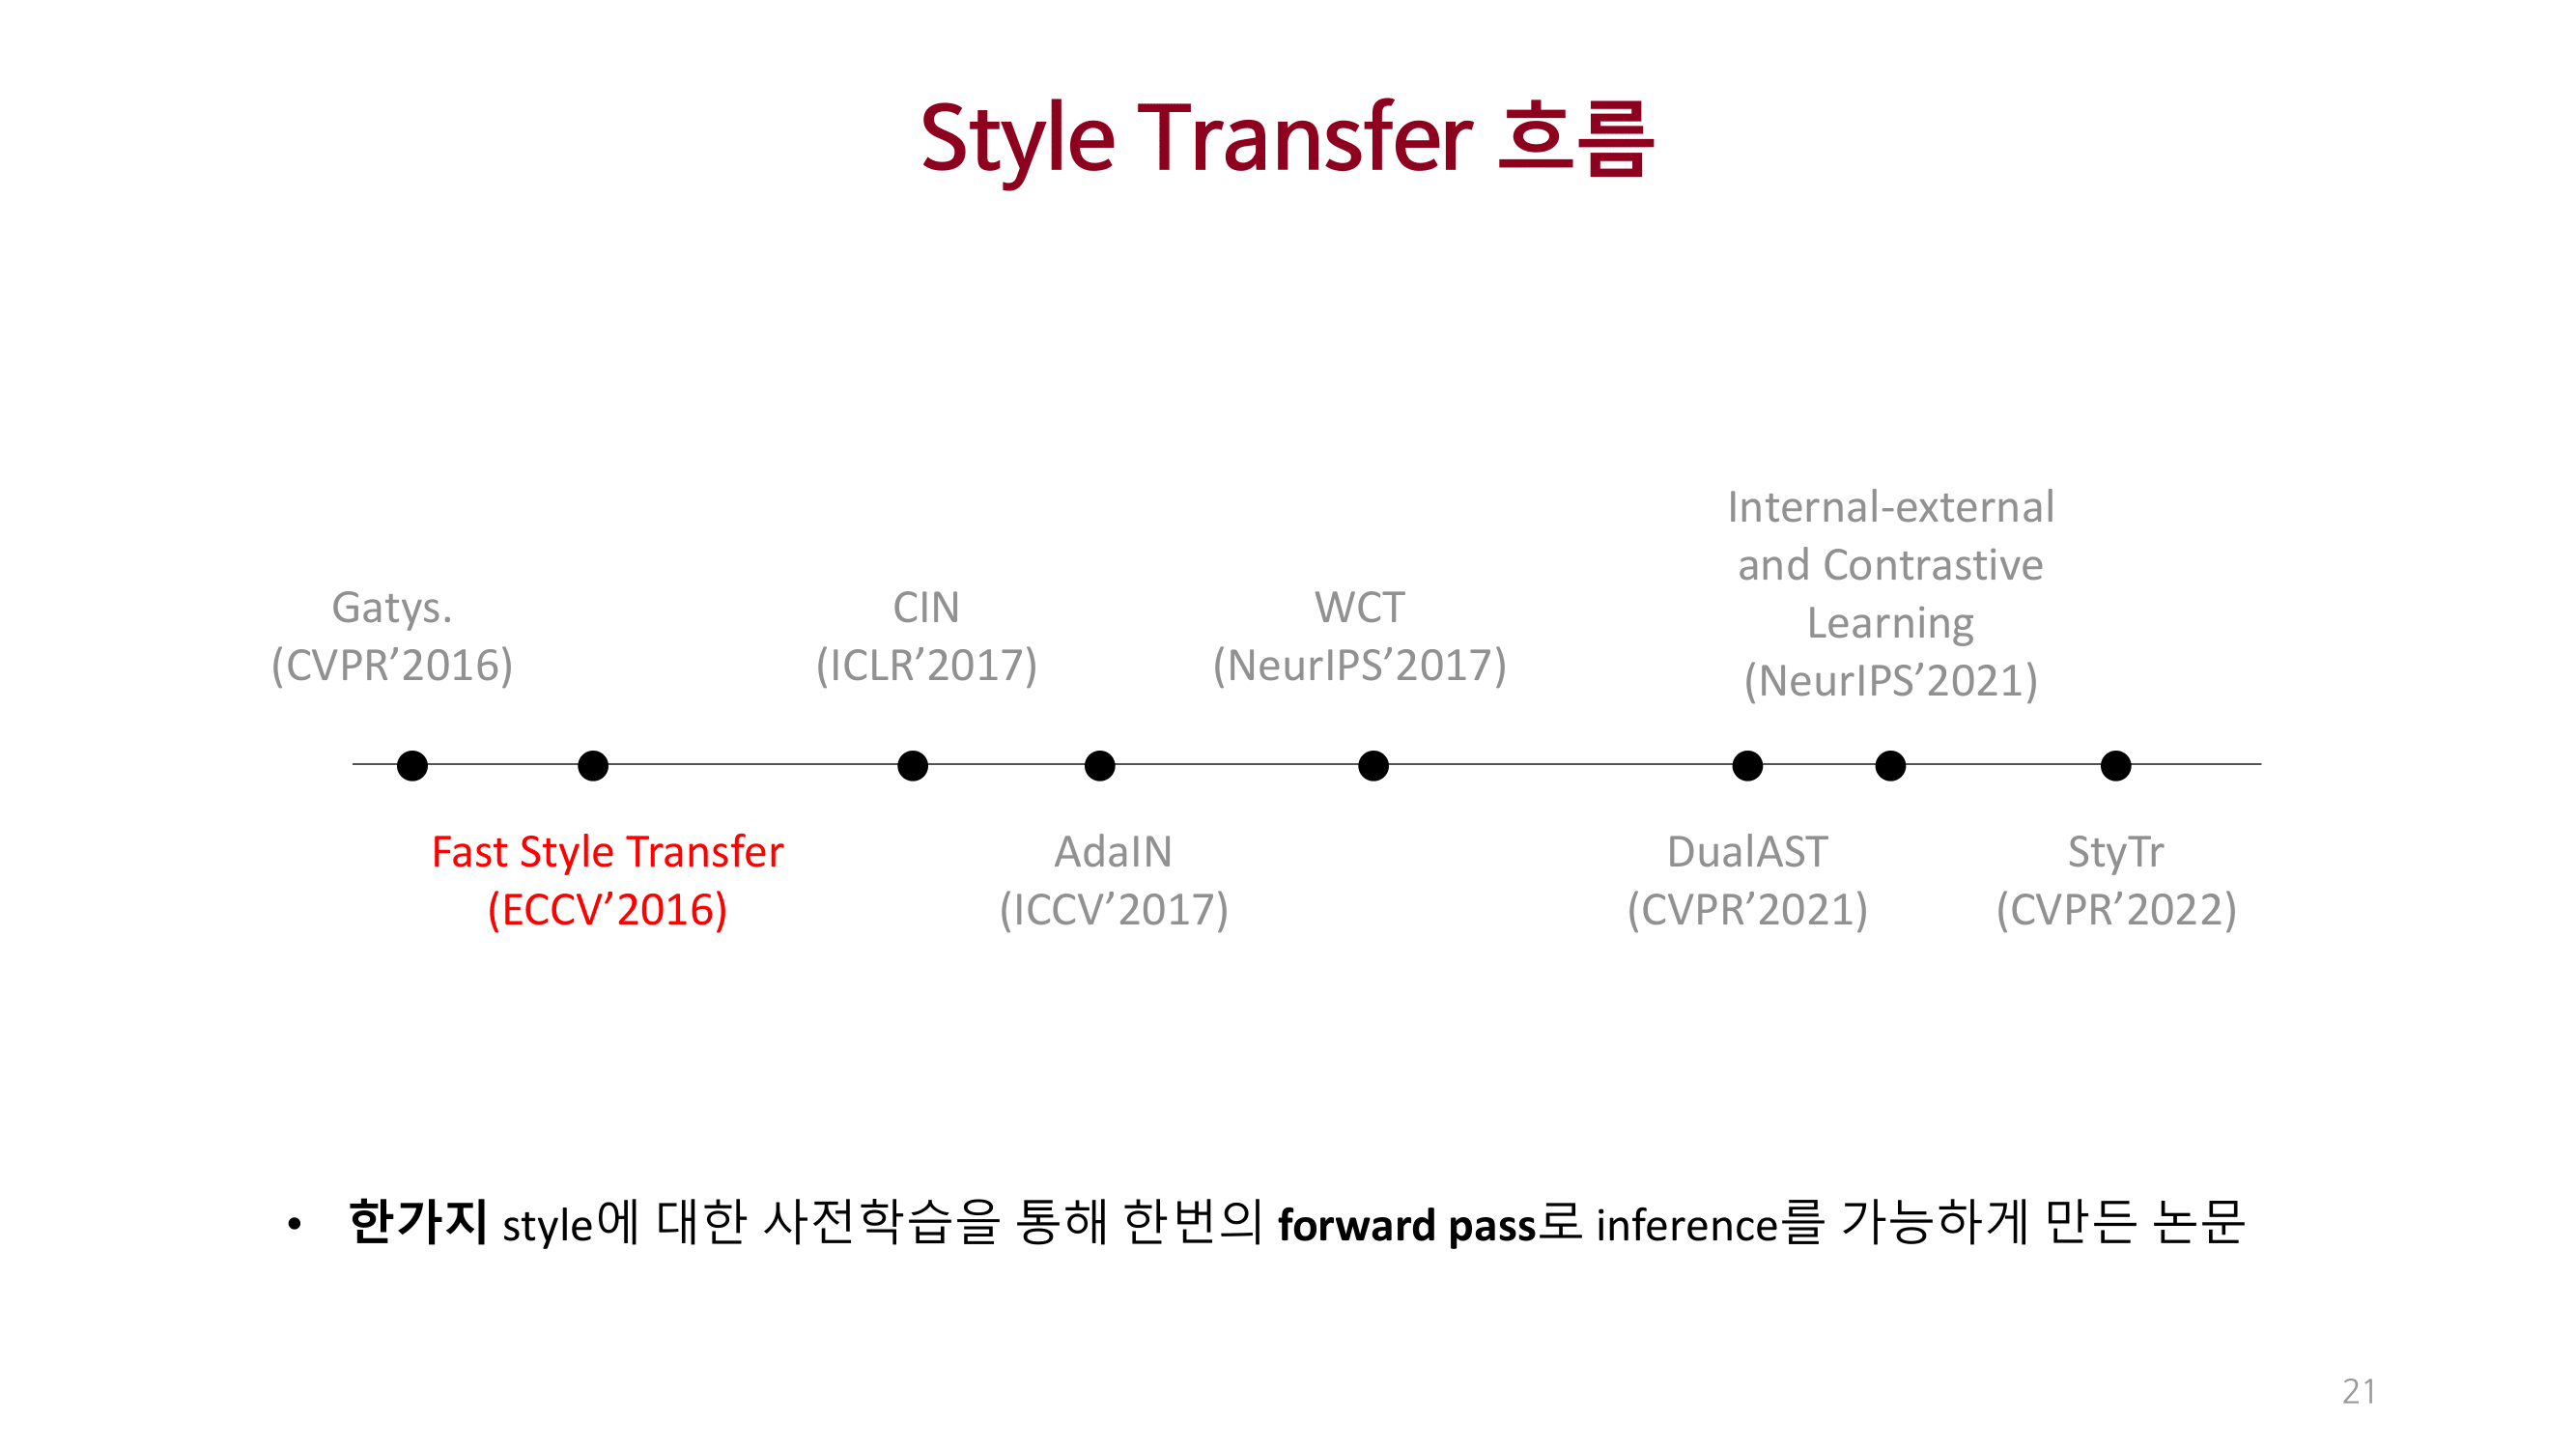 Style Transfer 흐름
Gatys.
(CVPR’2016)
CIN
(ICLR’2017)
WCT
(NeurIPS’2017)
Internal-external
and Contrastive
Learning
(NeurIPS’2021)
Fast Style Transfer
(ECCV’2016)
AdaIN
(ICCV’2017)
DualAST
(CVPR’2021)
StyTr
(CVPR’2022)
• 한가지 style에 대한 사전학습을 통해 한번의 forward pass로 inference를 가능하게 만든 논문
21